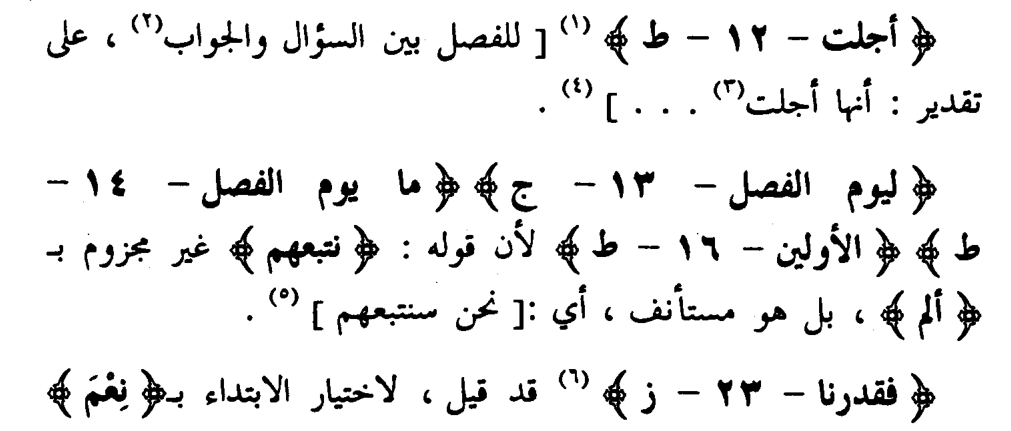 ﴿ أجلت – ١٢ – ط ﴾ (١) [ للفصل بين السؤال والجواب(٢) ، على
تقدير : أنها أجلت(٣) . . . ] (٤) .
﴿ ليوم الفصل – ١٣ – ج ﴾ ﴿ ما يوم الفصل – ١٤ –
ط ﴾ ﴿ الأولين – ١٦ – ط ﴾ لأن قوله : ﴿ نتبعهم ﴾ غير مجزوم بـ
﴿ ألم ﴾ ، بل هو مستأنف ، أي :[ نحن سنتبعهم ] (٥) .
﴿ فقدرنا – ٢٣ – ز ﴾ (٦) قد قيل ، لاختيار الابتداء بـ﴿ نِعْمَ ﴾